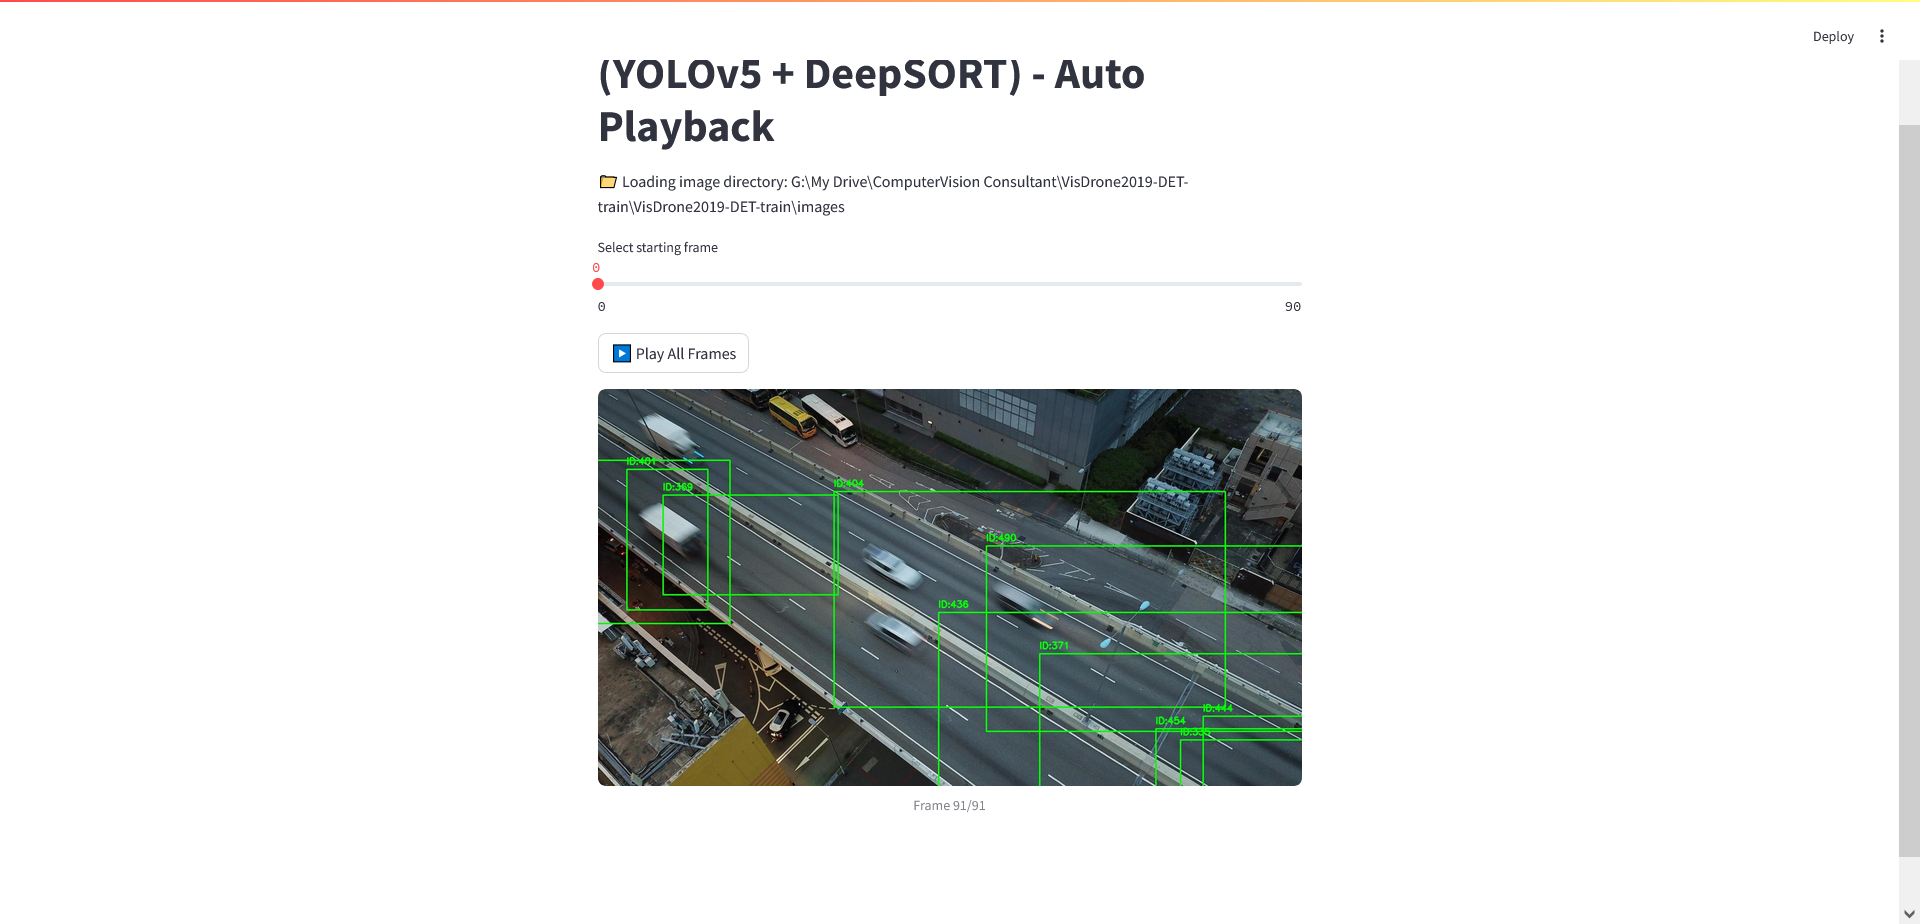 Deploy
(YOLOv5 + DeepSORT) - Auto
Playback
Loading image directory: G:\My Drive\ComputerVision Consultant\VisDrone2019-DET-
train\VisDrone2019-DET-train\images
Select starting frame
0
0 90
Play All Frames
ID:401
ID:369
ID:404
ID:490
ID:436
ID:371
ID:444
ID:454
Frame 91/91